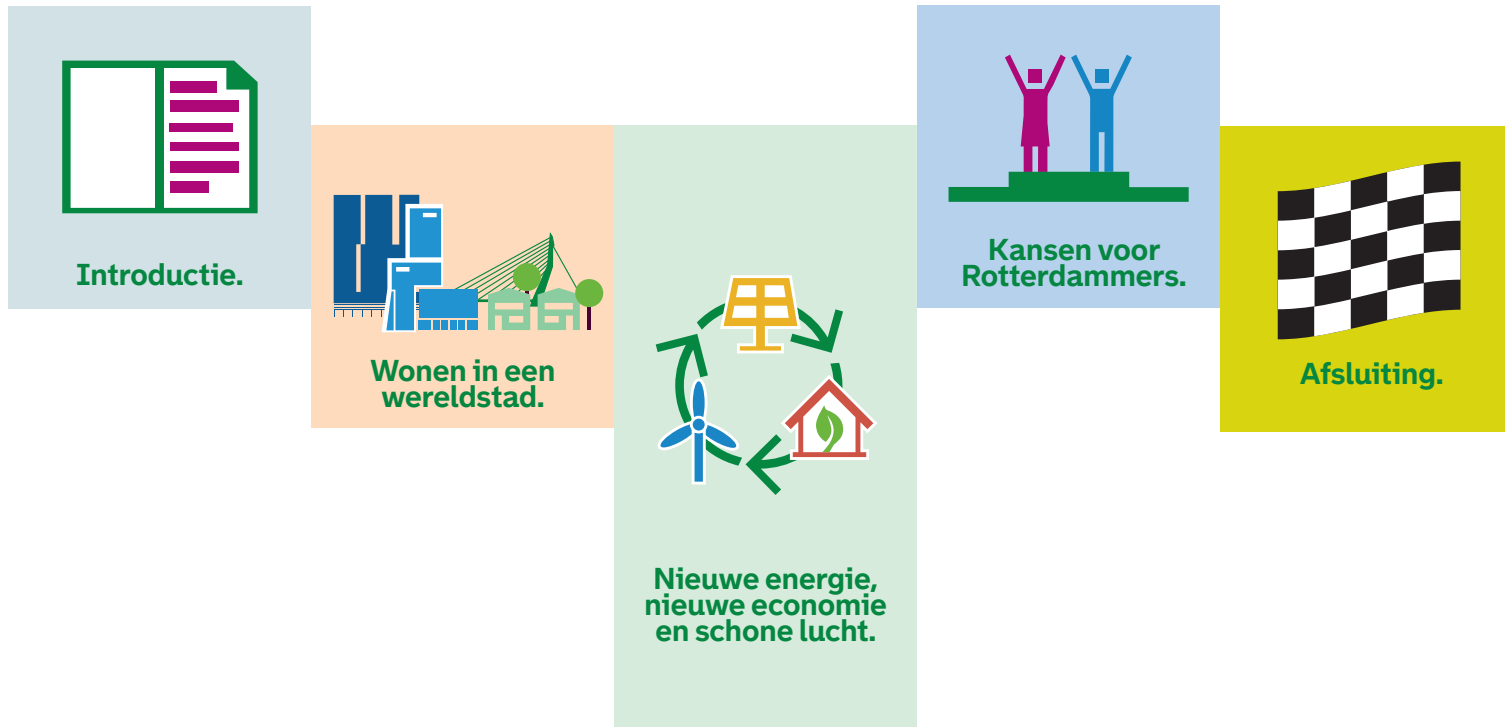 Introductie.
Wonen in een
wereldstad.
Nieuwe energie,
nieuwe economie
en schone lucht.
Kansen voor
Rotterdammers.
Afsluiting.